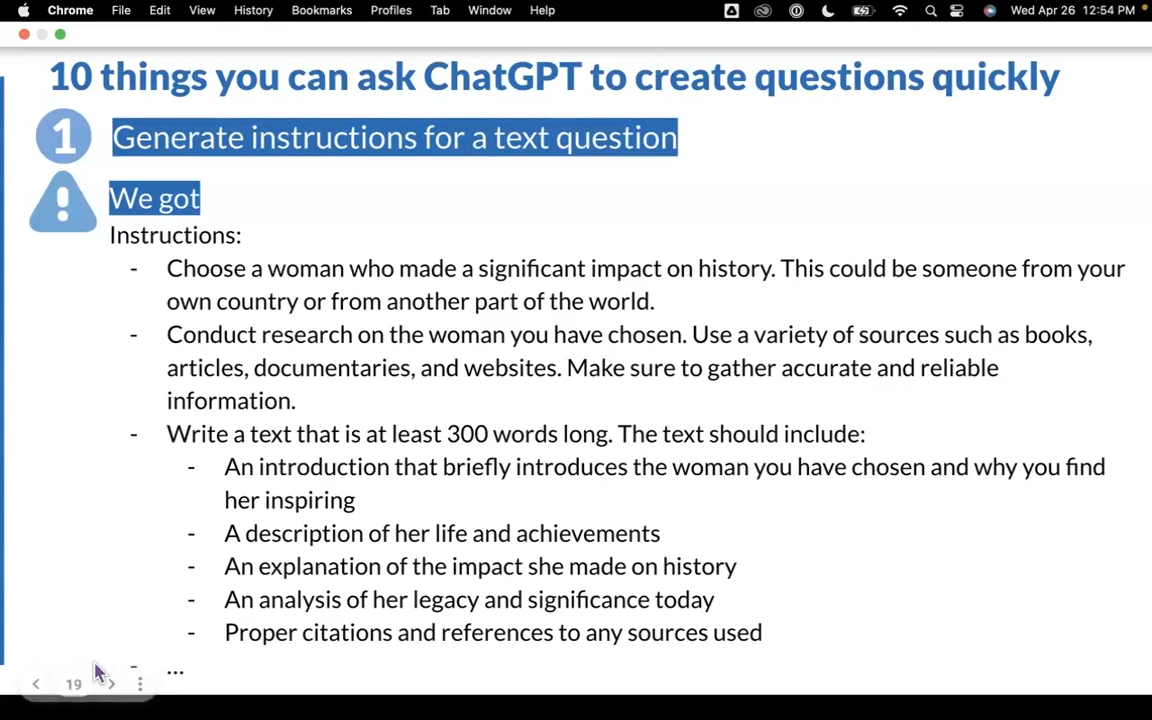 Chrome File Edit View History Bookmarks Profiles Tab Window Help Wed Apr 26 12:54 PM
10 things you can ask ChatGPT to create questions quickly
1 Generate instructions for a text question
! We got
Instructions:
- Choose a woman who made a significant impact on history. This could be someone from your
own country or from another part of the world.
- Conduct research on the woman you have chosen. Use a variety of sources such as books,
articles, documentaries, and websites. Make sure to gather accurate and reliable
information.
- Write a text that is at least 300 words long. The text should include:
- An introduction that briefly introduces the woman you have chosen and why you find
her inspiring
- A description of her life and achievements
- An explanation of the impact she made on history
- An analysis of her legacy and significance today
- Proper citations and references to any sources used
- ...
19